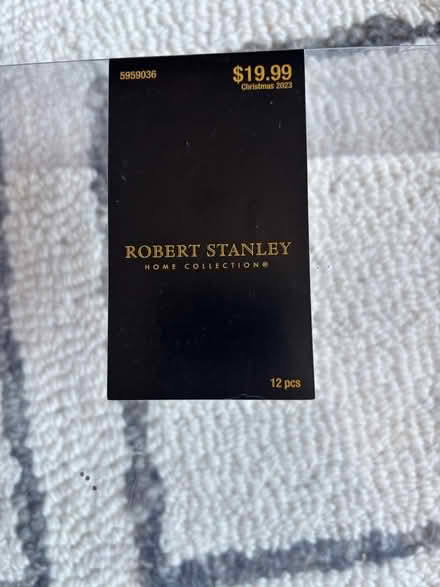 5959036
$19.99
Christmas 2023
ROBERT STANLEY
HOME COLLECTION®
12 pcs